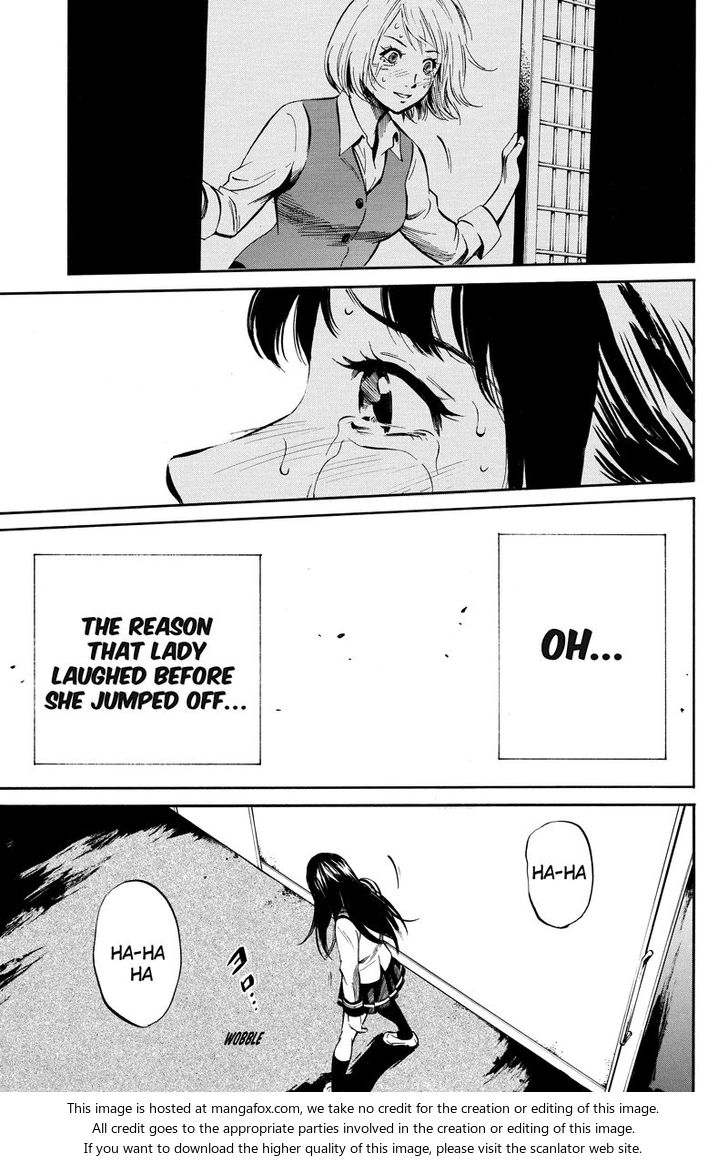 OH...
THE REASON
THAT LADY
LAUGHED BEFORE
SHE JUMPED OFF...
HA-HA
HA-HA
HA
ヨロ...
WOBBLE
This image is hosted at mangafox.com, we take no credit for the creation or editing of this image.
All credit goes to the appropriate parties involved in the creation or editing of this image.
If you want to download the higher quality of this image, please visit the scanlator web site.